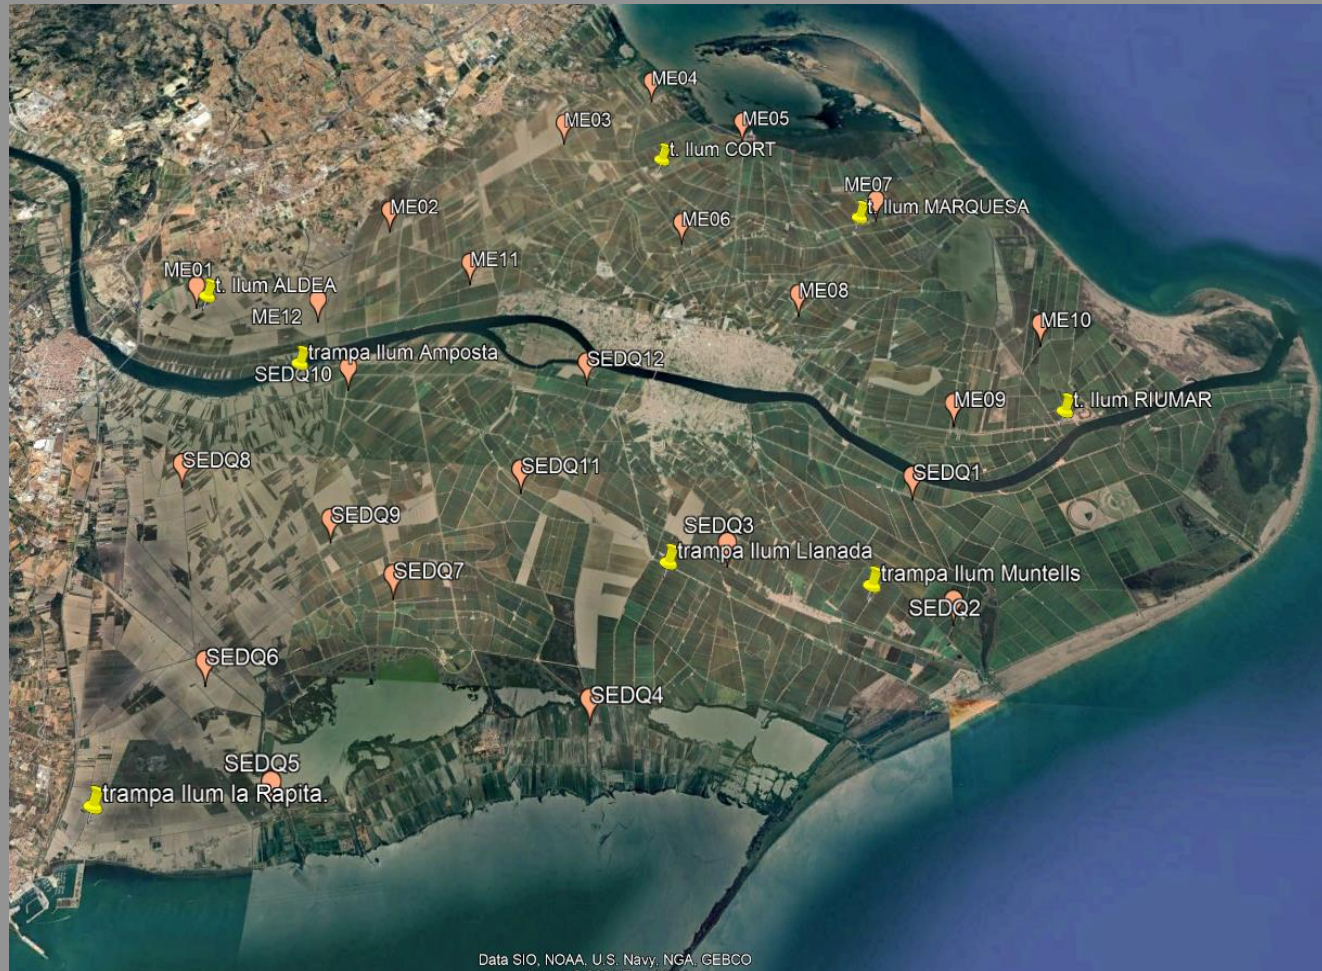 ME04
ME03
ME05
t. llum CORT
ME07
ME02
t. llum MARQUESA
ME06
ME11
ME01
t. llum ALDEA
ME08
ME12
ME10
trampa llum Amposta
SEDQ12
SEDQ10
ME09
t. llum RIUMAR
SEDQ8
SEDQ11
SEDQ1
SEDQ9
SEDQ3
trampa llum Llanada
SEDQ7
trampa llum Muntells
SEDQ2
SEDQ6
SEDQ4
SEDQ5
trampa llum la Rapita.
Data SIO, NOAA, U.S. Navy, NGA, GEBCO